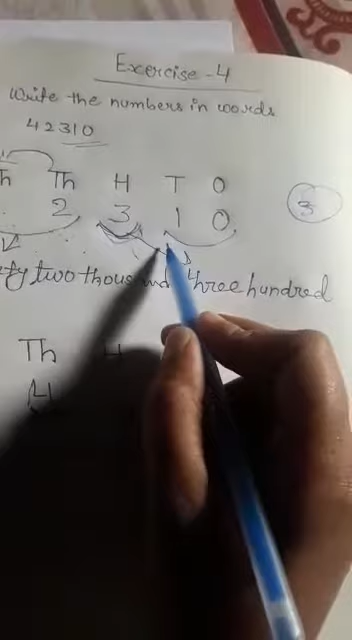 Exercise-4
Write the numbers in words
42310
Th H T O
2 3 1 0
3
two thousand three hundred
Th H
4